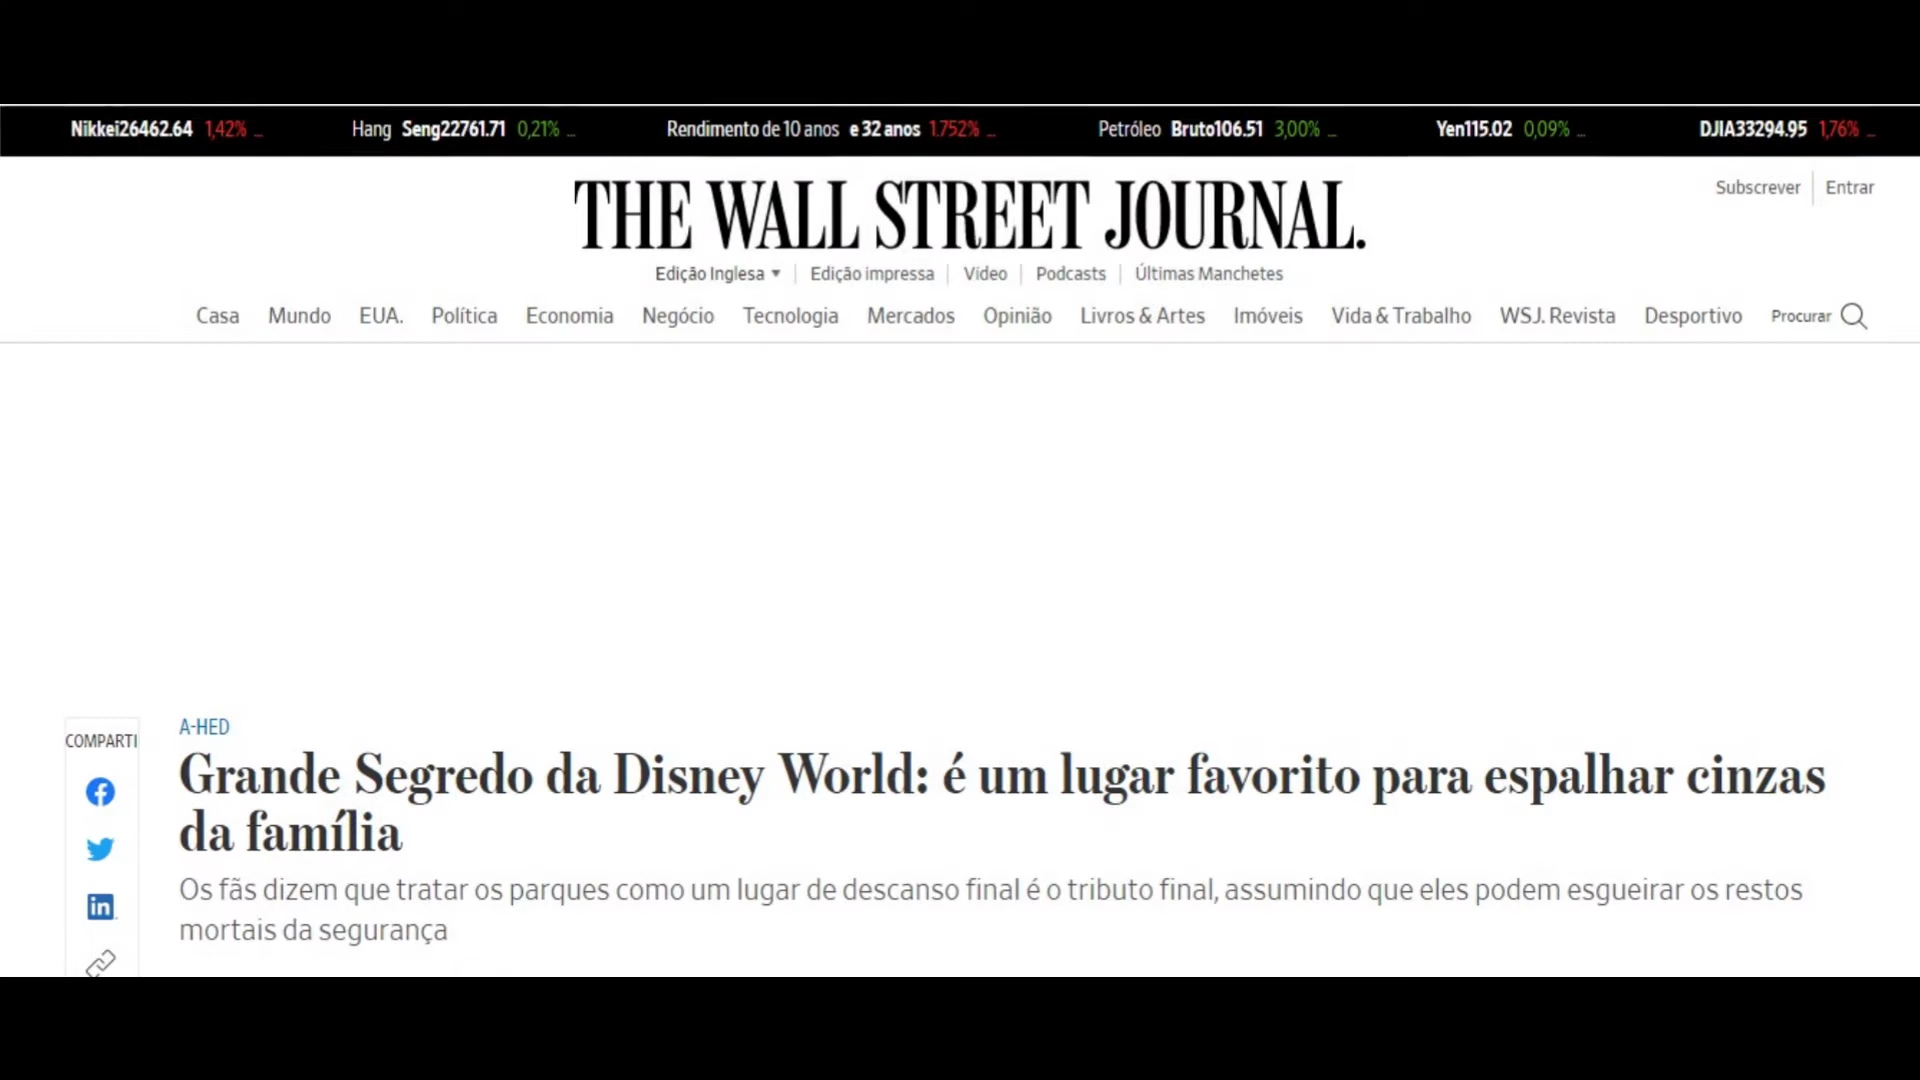 Nikkei26462.64 1,42% Hang Seng22761.71 0,21% Rendimento de 10 anos e 32 anos 1.752% Petróleo Bruto106.51 3,00% Yen115.02 0,09% DJIA33294.95 1,76%
THE WALL STREET JOURNAL.
Subscrever Entrar
Edição Inglesa Edição impressa Vídeo Podcasts Últimas Manchetes
Casa Mundo EUA. Política Economia Negócio Tecnologia Mercados Opinião Livros & Artes Imóveis Vida & Trabalho WSJ. Revista Desportivo Procurar
COMPARTI
A-HED
Grande Segredo da Disney World: é um lugar favorito para espalhar cinzas
da família
Os fãs dizem que tratar os parques como um lugar de descanso final é o tributo final, assumindo que eles podem esgueirar os restos
mortais da segurança